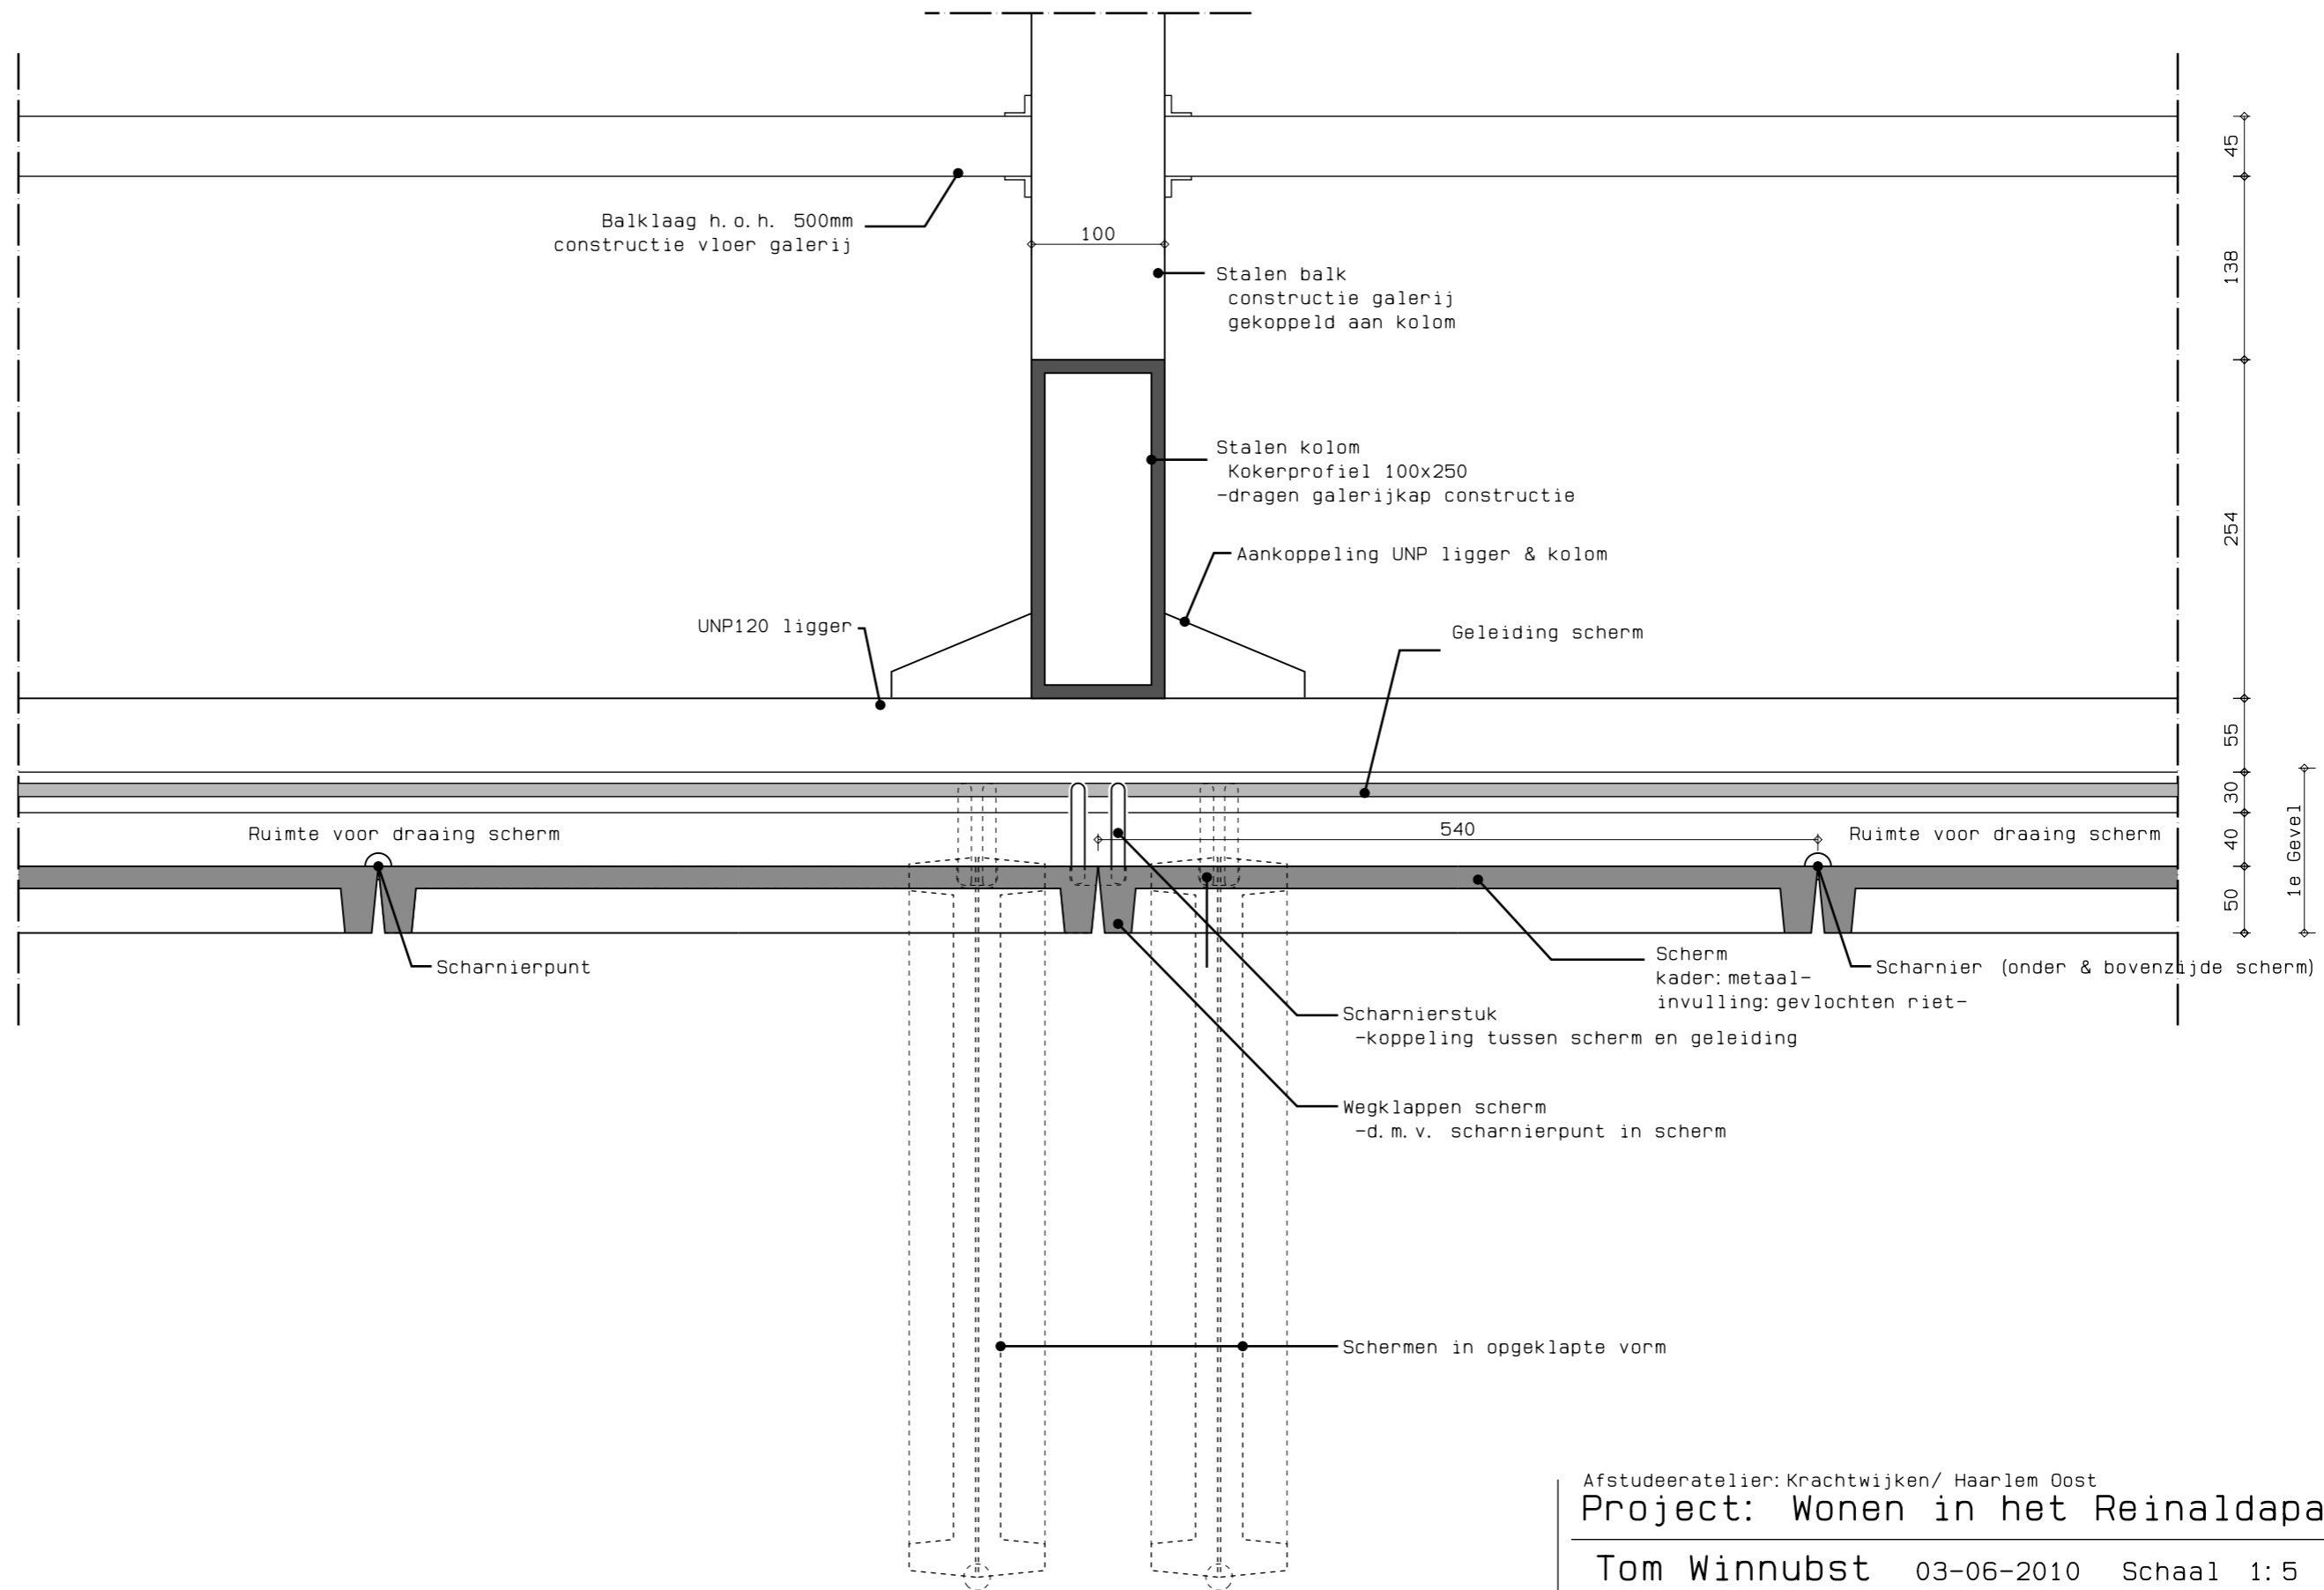 45
Balklaag h.o.h. 500mm
constructie vloer galerij
100
138
Stalen balk
constructie galerij
gekoppeld aan kolom
Stalen kolom
Kokerprofiel 100x250
-dragen galerijkap constructie
254
Aankoppeling UNP ligger & kolom
UNP120 ligger
Geleiding scherm
55
30
Ruimte voor draaing scherm
540
Ruimte voor draaing scherm
40
1e Gevel
50
Scharnierpunt
Scherm
kader: metaal-
invulling: gevlochten riet-
Scharnier (onder & bovenzijde scherm)
Scharnierstuk
-koppeling tussen scherm en geleiding
Wegklappen scherm
-d.m.v. scharnierpunt in scherm
Schermen in opgeklapte vorm
Afstudeeratelier: Krachtwijken/ Haarlem Oost
Project: Wonen in het Reinaldapa
Tom Winnubst 03-06-2010 Schaal 1:5